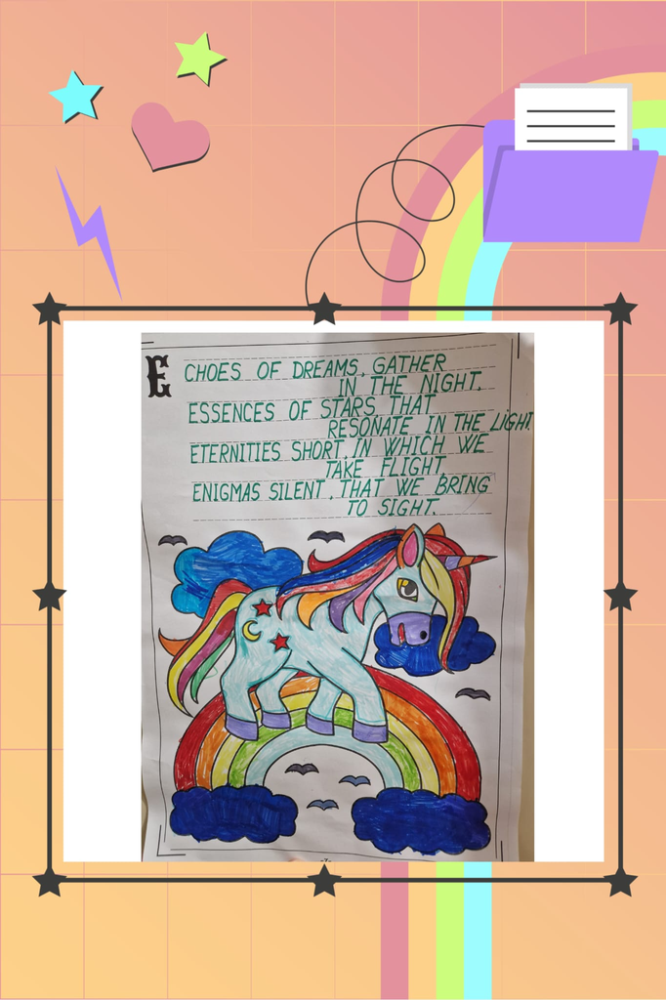 ECHOES OF DREAMS, GATHER
IN THE NIGHT.
ESSENCES OF STARS THAT
RESONATE IN THE LIGHT.
ETERNITIES SHORT, IN WHICH WE
TAKE FLIGHT.
ENIGMAS SILENT, THAT WE BRING
TO SIGHT.